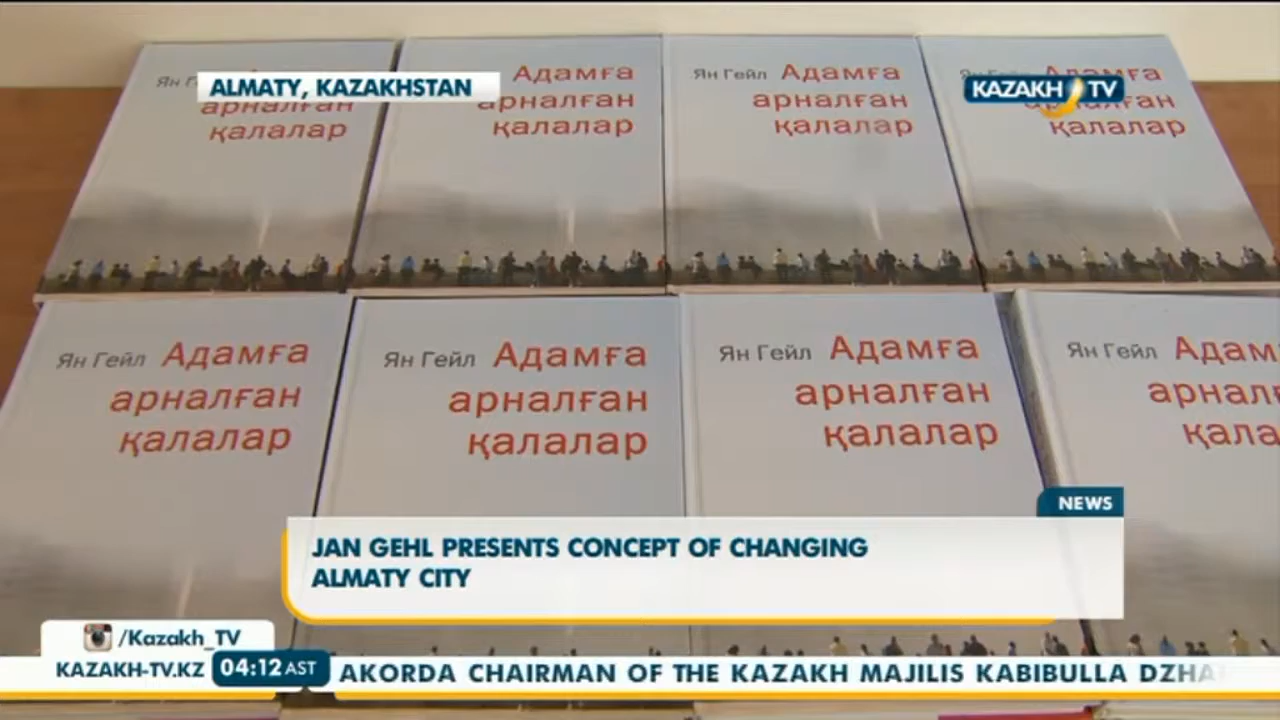 ALMATY, KAZAKHSTAN
KAZAKH TV
арналған
қалалар
Адамға
арналған
қалалар
Ян Гейл Адамға
арналған
қалалар
Адамға
арналған
қалалар
Ян Гейл Адамға
арналған
қалалар
Ян Гейл Адамға
арналған
қалалар
Ян Гейл Адамға
арналған
қалалар
Ян Гейл
NEWS
JAN GEHL PRESENTS CONCEPT OF CHANGING
ALMATY CITY
/Kazakh_TV
KAZAKH-TV.KZ 04:12 AST AKORDA CHAIRMAN OF THE KAZAKH MAJILIS KABIBULLA